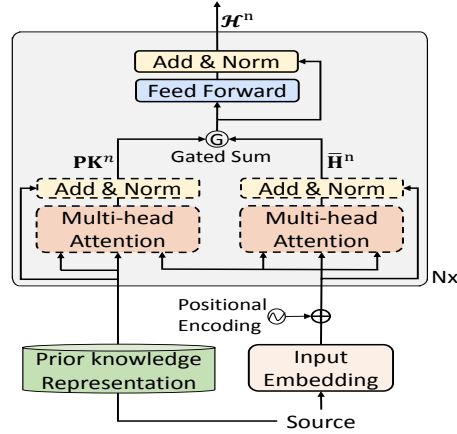 𝓗ⁿ
Add & Norm
Feed Forward
G
Gated Sum
PKⁿ
H̅ⁿ
Add & Norm
Add & Norm
Multi-head
Attention
Multi-head
Attention
Nx
Positional
Encoding
Prior knowledge
Representation
Input
Embedding
Source